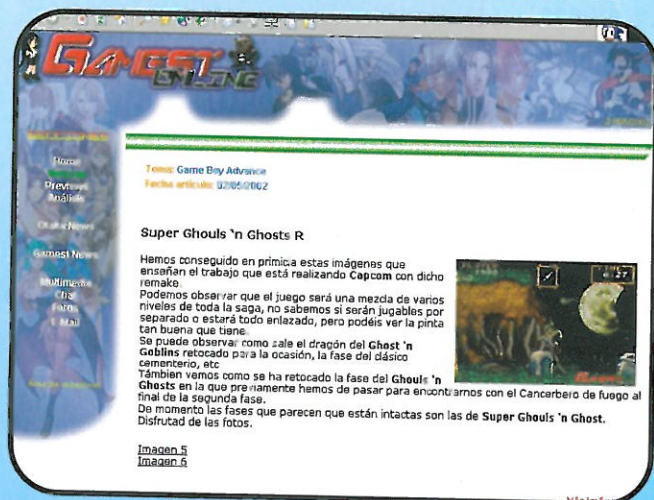 GAMEST
ONLINE
Home
Previews
Análisis
Otaku News
Gamest News
Multimedia
Chat
Foros
E-Mail
Tema: Game Boy Advance
Fecha artículo: 02/05/2002
Super Ghouls 'n Ghosts R
Hemos conseguido en primicia estas imágenes que
enseñan el trabajo que está realizando Capcom con dicho
remake.
Podemos observar que el juego será una mezcla de varios
niveles de toda la saga, no sabemos si serán jugables por
separado o estará todo enlazado, pero podéis ver la pinta
tan buena que tiene.
Se puede observar como sale el dragón del Ghost 'n
Goblins retocado para la ocasión, la fase del clásico
cementerio, etc
Támbien vemos como se ha retocado la fase del Ghouls 'n
Ghosts en la que previamente hemos de pasar para encontrarnos con el Cancerbero de fuego al
final de la segunda fase.
De momento las fases que parecen que están intactas son las de Super Ghouls 'n Ghost.
Disfrutad de las fotos.
Imagen 5
Imagen 6